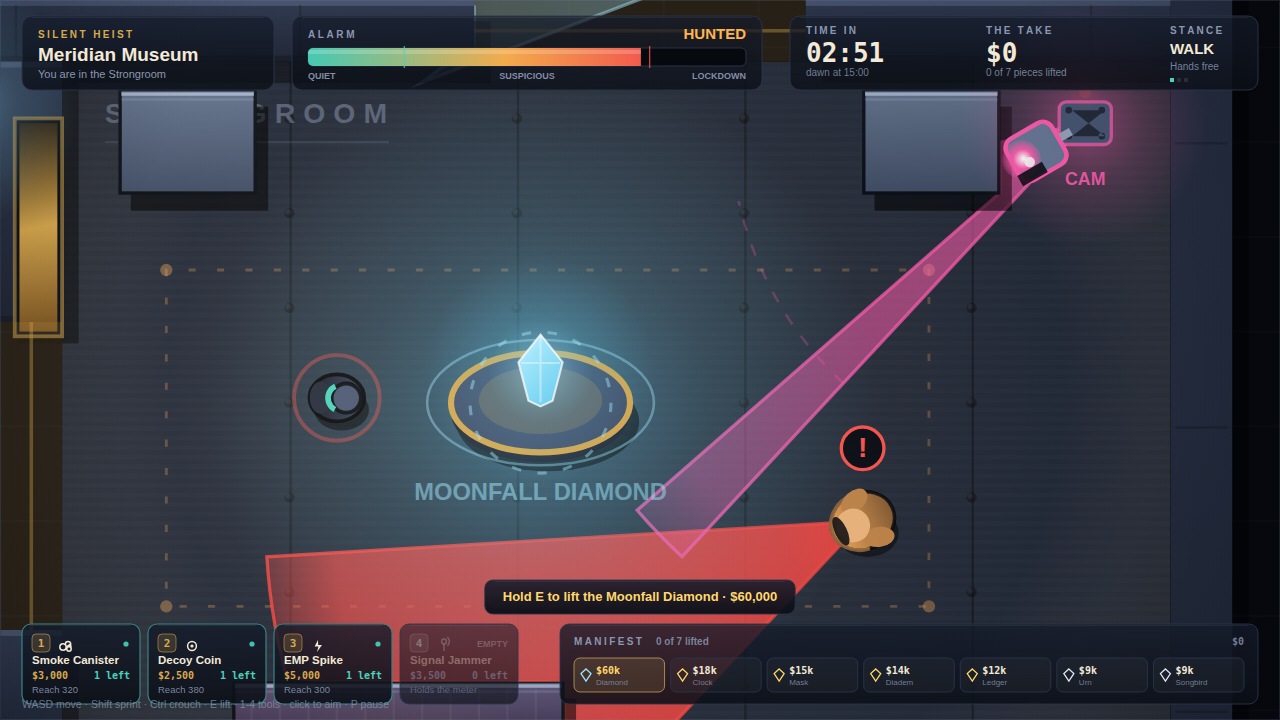 SILENT HEIST
Meridian Museum
You are in the Strongroom
ALARM
HUNTED
QUIET SUSPICIOUS LOCKDOWN
TIME IN
02:51
dawn at 15:00
THE TAKE
$0
0 of 7 pieces lifted
STANCE
WALK
Hands free
CAM
!
MOONFALL DIAMOND
Hold E to lift the Moonfall Diamond · $60,000
1
Smoke Canister
$3,000 1 left
Reach 320
2
Decoy Coin
$2,500 1 left
Reach 380
3
EMP Spike
$5,000 1 left
Reach 300
4 EMPTY
Signal Jammer
$3,500 0 left
Holds the meter
WASD move · Shift sprint · Ctrl crouch · E lift · 1-4 tools · click to aim · P pause
MANIFEST 0 of 7 lifted $0
$60k
Diamond
$18k
Clock
$15k
Mask
$14k
Diadem
$12k
Ledger
$9k
Urn
$9k
Songbird